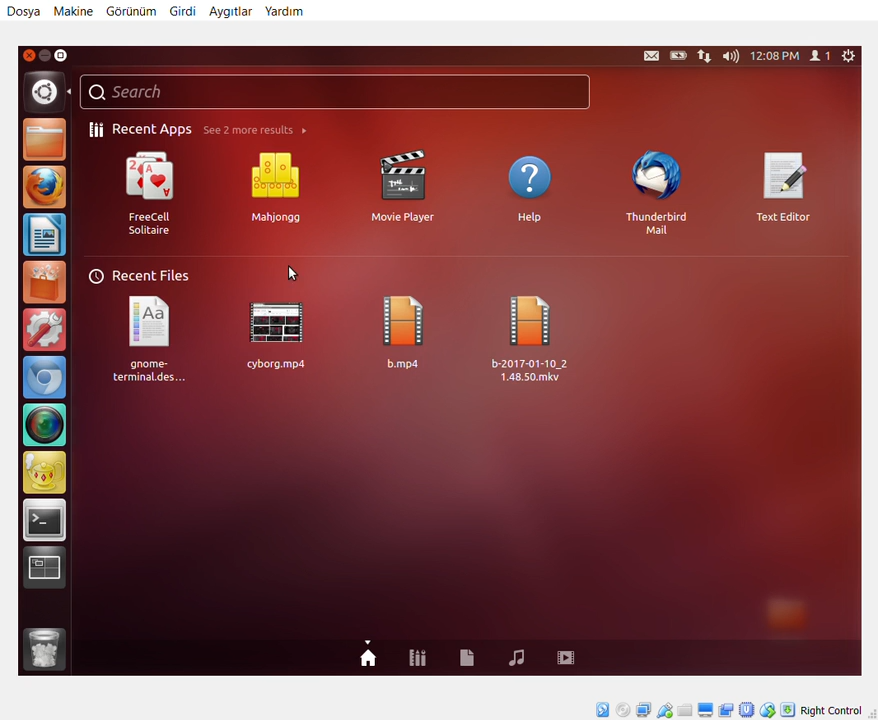 Dosya Makine Görünüm Girdi Aygıtlar Yardım
12:08 PM 1
Search
Recent Apps See 2 more results
FreeCell Solitaire
Mahjongg
Movie Player
Help
Thunderbird Mail
Text Editor
Recent Files
gnome-
terminal.des...
cyborg.mp4
b.mp4
b-2017-01-10_2
1.48.50.mkv
Right Control